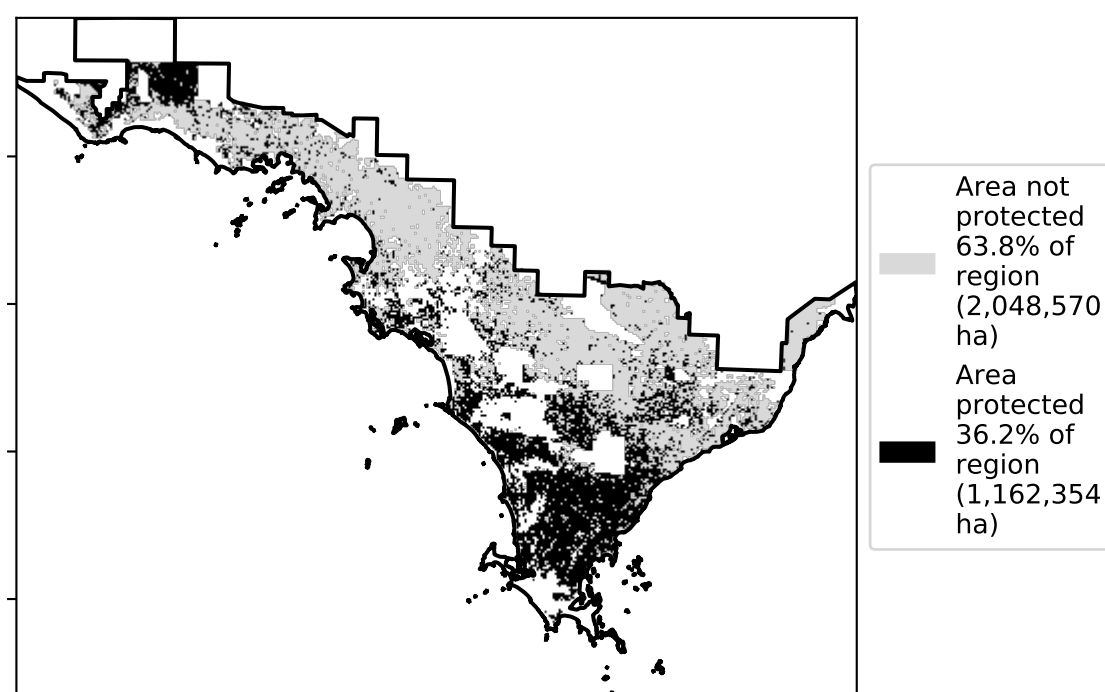 Area not
protected
63.8% of
region
(2,048,570
ha)
Area
protected
36.2% of
region
(1,162,354
ha)